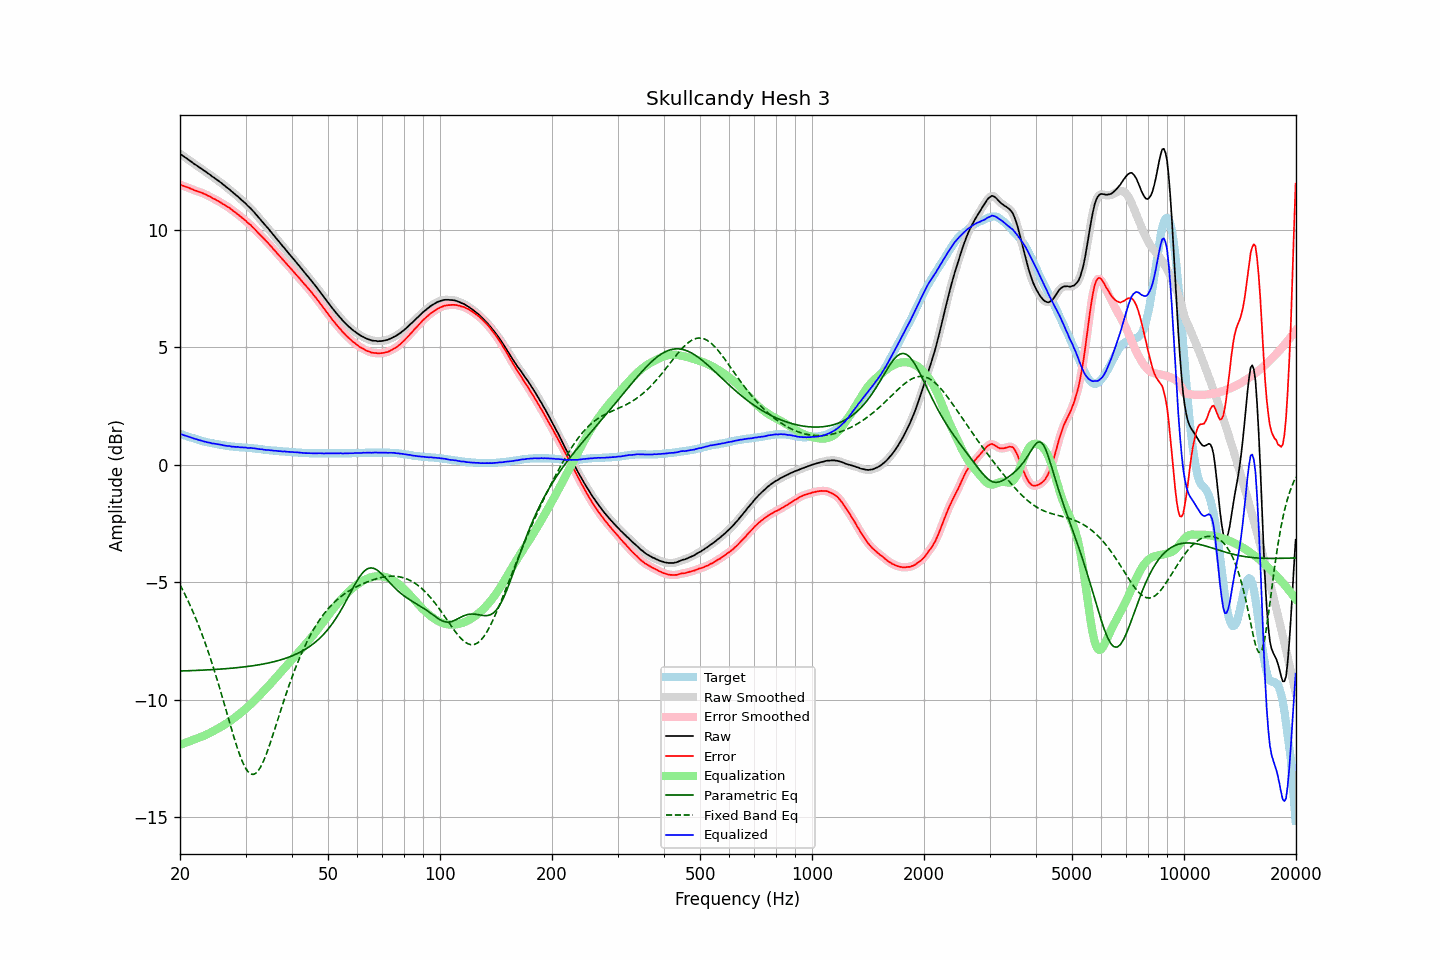 Skullcandy Hesh 3
Amplitude (dBr)
10
5
0
−5
−10
−15
Target
Raw Smoothed
Error Smoothed
Raw
Error
Equalization
Parametric Eq
Fixed Band Eq
Equalized
20
50
100
200
500
1000
2000
5000
10000
20000
Frequency (Hz)